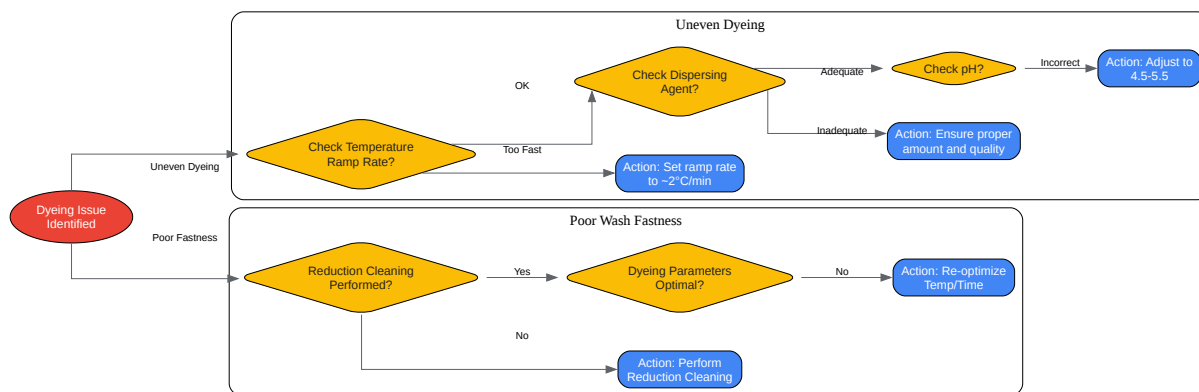 Uneven Dyeing
Check Dispersing
Agent?
OK
Adequate
Check pH?
Incorrect
Action: Adjust to
4.5-5.5
Inadequate
Action: Ensure proper
amount and quality
Check Temperature
Ramp Rate?
Too Fast
Action: Set ramp rate
to ~2°C/min
Uneven Dyeing
Dyeing Issue
Identified
Poor Fastness
Poor Wash Fastness
Reduction Cleaning
Performed?
Yes
Dyeing Parameters
Optimal?
No
Action: Re-optimize
Temp/Time
No
Action: Perform
Reduction Cleaning